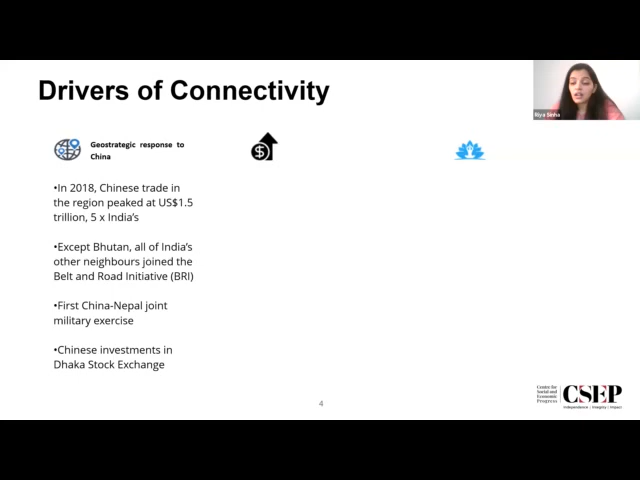 Drivers of Connectivity
Riya Sinha
Geostrategic response to
China
$
•In 2018, Chinese trade in
the region peaked at US$1.5
trillion, 5 x India's
•Except Bhutan, all of India's
other neighbours joined the
Belt and Road Initiative (BRI)
•First China-Nepal joint
military exercise
•Chinese investments in
Dhaka Stock Exchange
4
Centre for
Social and
Economic
Progress
CSEP
Independence | Integrity | Impact